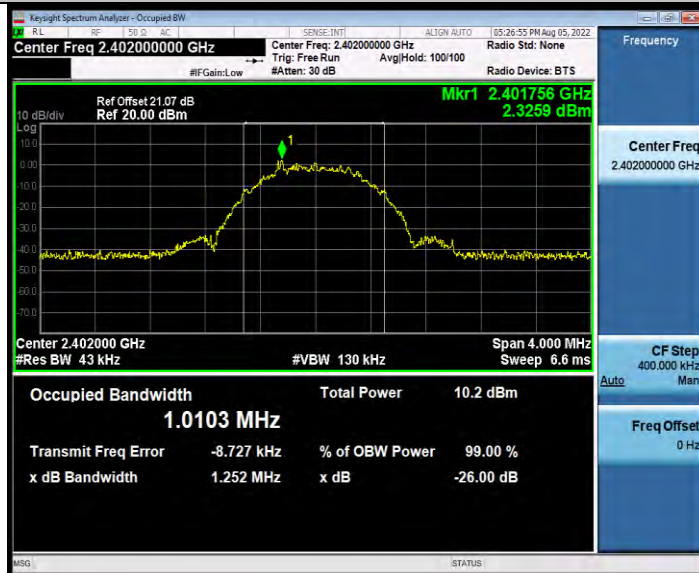 Keysight Spectrum Analyzer - Occupied BW
RL RF 50 Ω AC SENSE:INT ALIGN AUTO 05:26:55 PM Aug 05, 2022
Center Freq 2.402000000 GHz Center Freq: 2.402000000 GHz Radio Std: None
Trig: Free Run Avg|Hold: 100/100
#IFGain:Low #Atten: 30 dB Radio Device: BTS
Frequency
Ref Offset 21.07 dB Mkr1 2.401756 GHz
10 dB/div Ref 20.00 dBm 2.3259 dBm
Log
10.0
1
0.00
-10.0
-20.0
-30.0
-40.0
-50.0
-60.0
-70.0
Center 2.402000 GHz Span 4.000 MHz
#Res BW 43 kHz #VBW 130 kHz Sweep 6.6 ms
Occupied Bandwidth Total Power 10.2 dBm
1.0103 MHz
Transmit Freq Error -8.727 kHz % of OBW Power 99.00 %
x dB Bandwidth 1.252 MHz x dB -26.00 dB
Center Freq
2.402000000 GHz
CF Step
400.000 kHz
Auto Man
Freq Offset
0 Hz
MSG STATUS